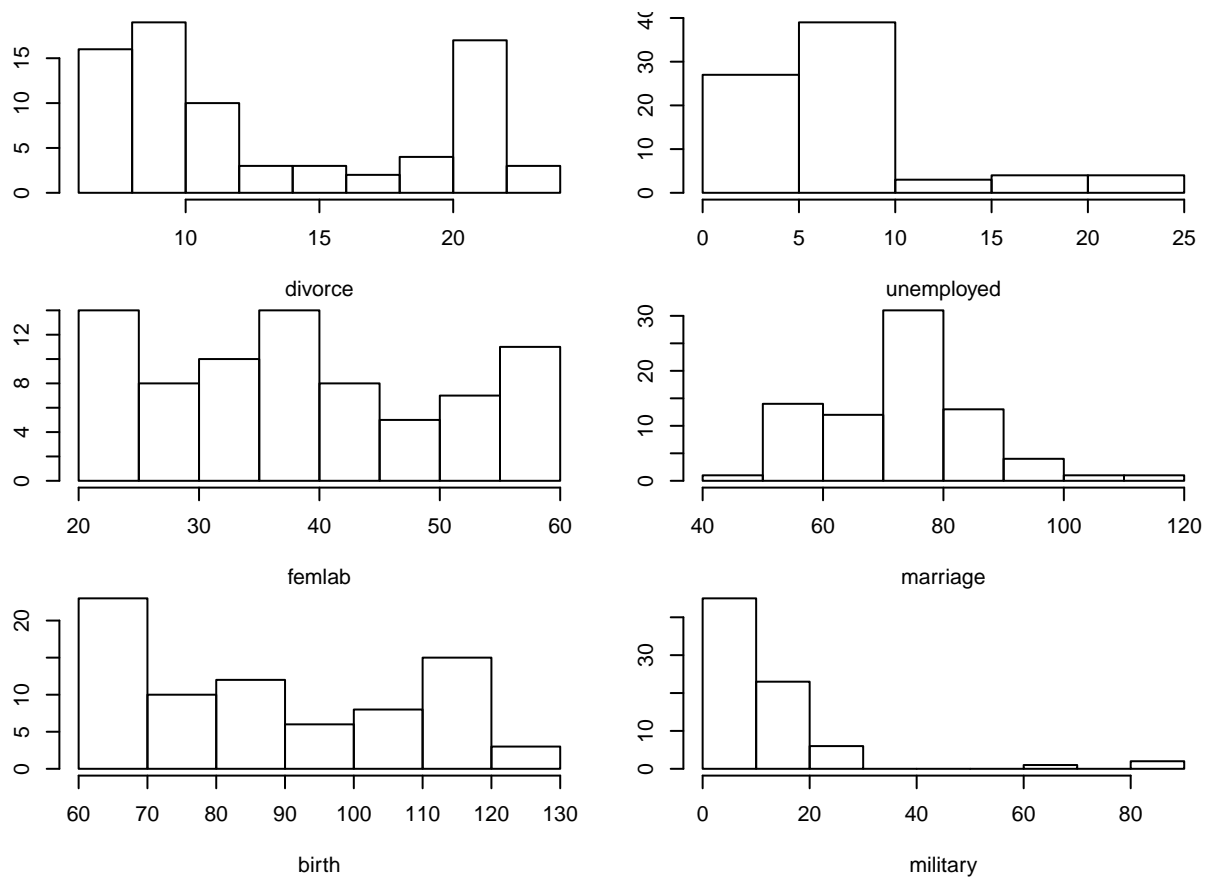 0 5 10 15
10 15 20
divorce
0 10 20 30 40
0 5 10 15 20 25
unemployed
0 4 8 12
20 30 40 50 60
femlab
0 10 20 30
40 60 80 100 120
marriage
0 5 10 20
60 70 80 90 100 110 120 130
birth
0 10 30
0 20 40 60 80
military